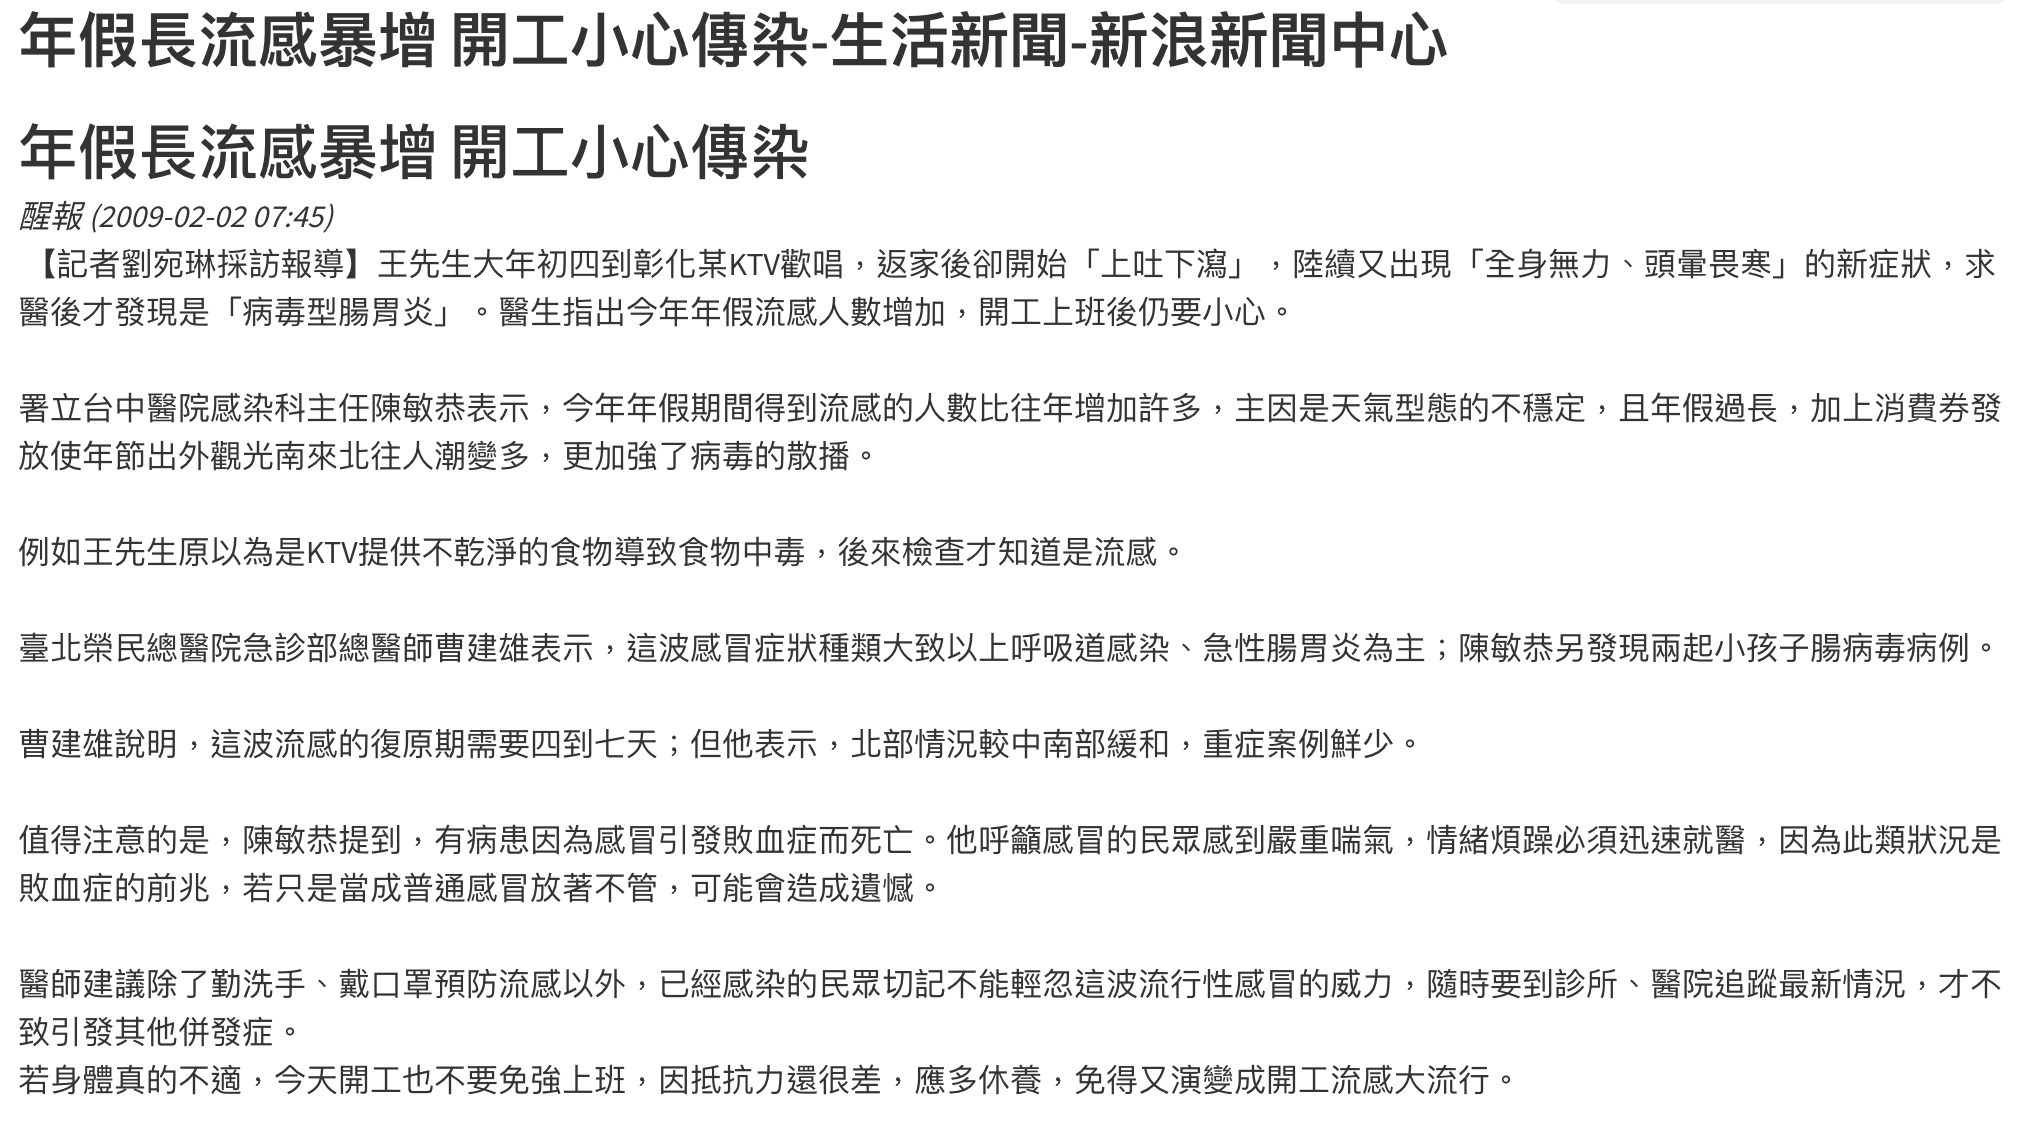 年假長流感暴增 開工小心傳染-生活新聞-新浪新聞中心
年假長流感暴增 開工小心傳染
醒報 (2009-02-02 07:45)
【記者劉宛琳採訪報導】王先生大年初四到彰化某KTV歡唱，返家後卻開始「上吐下瀉」，陸續又出現「全身無力、頭暈畏寒」的新症狀，求
醫後才發現是「病毒型腸胃炎」。醫生指出今年年假流感人數增加，開工上班後仍要小心。
署立台中醫院感染科主任陳敏恭表示，今年年假期間得到流感的人數比往年增加許多，主因是天氣型態的不穩定，且年假過長，加上消費券發
放使年節出外觀光南來北往人潮變多，更加強了病毒的散播。
例如王先生原以為是KTV提供不乾淨的食物導致食物中毒，後來檢查才知道是流感。
臺北榮民總醫院急診部總醫師曹建雄表示，這波感冒症狀種類大致以上呼吸道感染、急性腸胃炎為主；陳敏恭另發現兩起小孩子腸病毒病例。
曹建雄說明，這波流感的復原期需要四到七天；但他表示，北部情況較中南部緩和，重症案例鮮少。
值得注意的是，陳敏恭提到，有病患因為感冒引發敗血症而死亡。他呼籲感冒的民眾感到嚴重喘氣，情緒煩躁必須迅速就醫，因為此類狀況是
敗血症的前兆，若只是當成普通感冒放著不管，可能會造成遺憾。
醫師建議除了勤洗手、戴口罩預防流感以外，已經感染的民眾切記不能輕忽這波流行性感冒的威力，隨時要到診所、醫院追蹤最新情況，才不
致引發其他併發症。
若身體真的不適，今天開工也不要免強上班，因抵抗力還很差，應多休養，免得又演變成開工流感大流行。